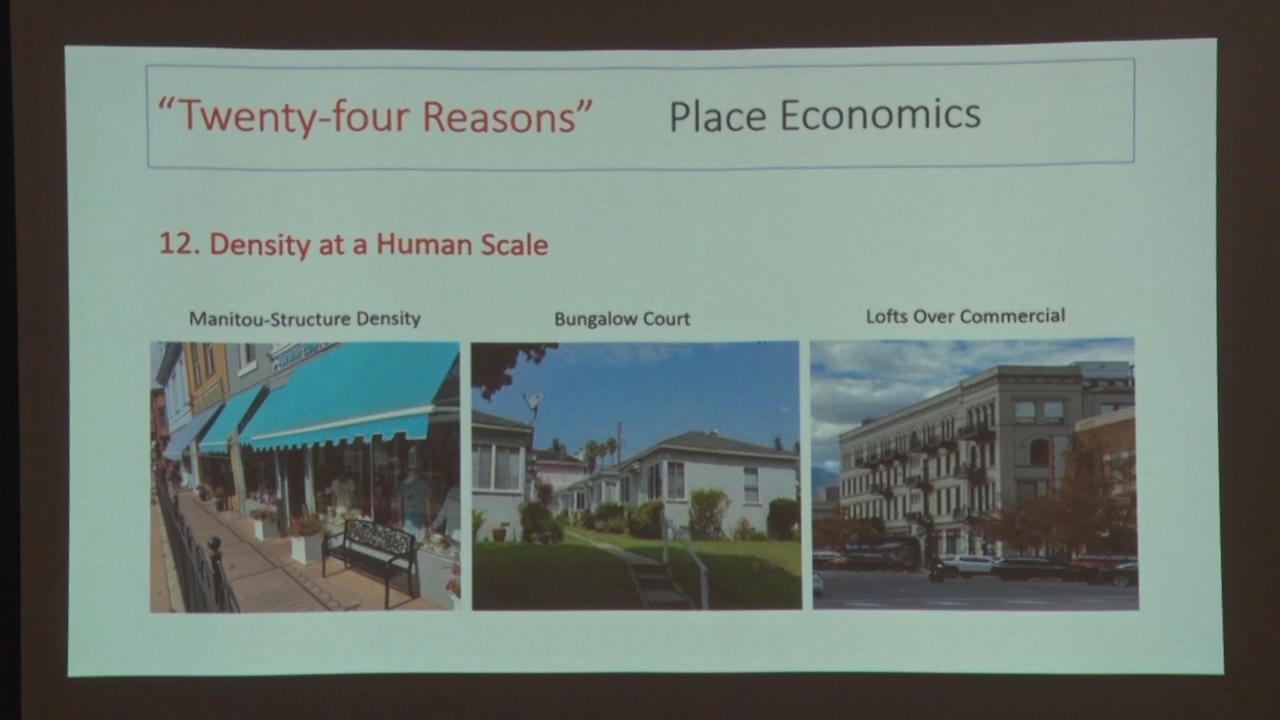 “Twenty-four Reasons” Place Economics
12. Density at a Human Scale
Manitou-Structure Density
Bungalow Court
Lofts Over Commercial